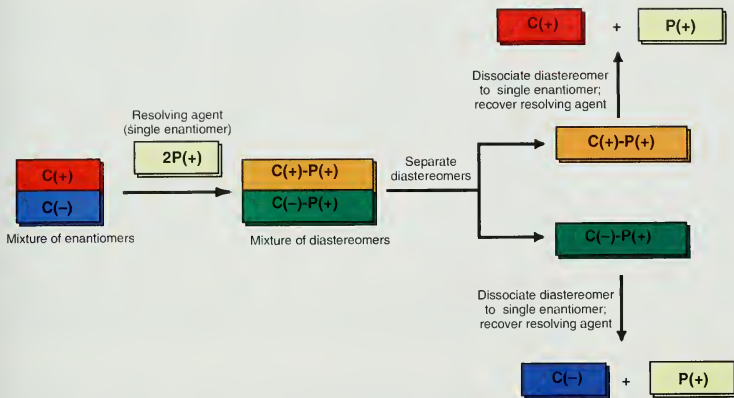 C(+) + P(+)
Dissociate diastereomer
to single enantiomer;
recover resolving agent
Resolving agent
(single enantiomer)
2P(+)
C(+)
C(−)
Mixture of enantiomers
C(+)-P(+)
C(−)-P(+)
Mixture of diastereomers
Separate
diastereomers
C(+)-P(+)
C(−)-P(+)
Dissociate diastereomer
to single enantiomer;
recover resolving agent
C(−) + P(+)